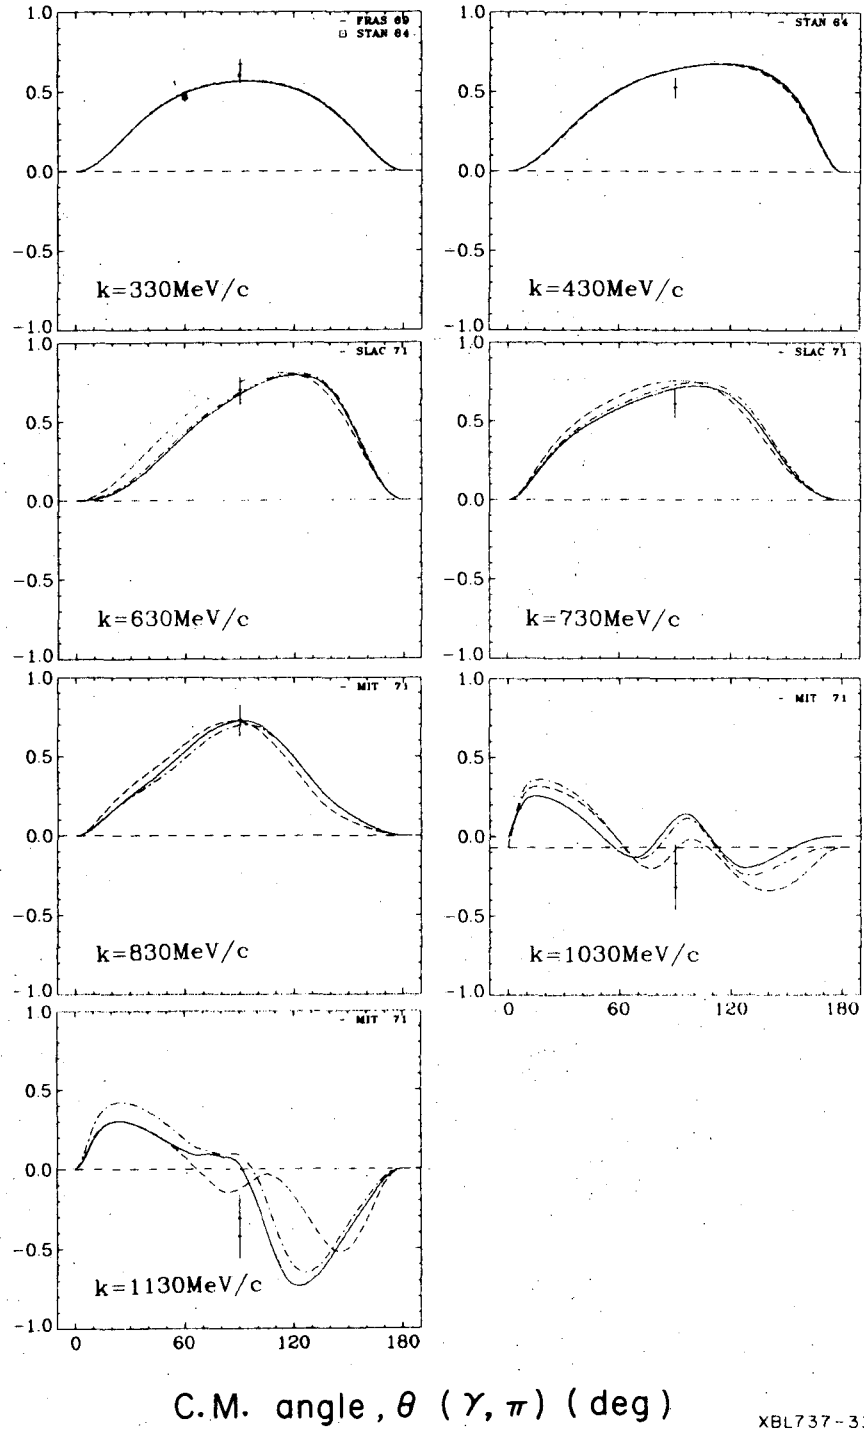 1.0
0.5
0.0
-0.5
-1.0
- FRAS 69
□ STAN 64
k=330MeV/c
1.0
0.5
0.0
-0.5
-1.0
- STAN 64
k=430MeV/c
1.0
0.5
0.0
-0.5
-1.0
- SLAC 71
k=630MeV/c
1.0
0.5
0.0
-0.5
-1.0
- SLAC 71
k=730MeV/c
1.0
0.5
0.0
-0.5
-1.0
- MIT 71
k=830MeV/c
1.0
0.5
0.0
-0.5
-1.0
- MIT 71
k=1030MeV/c
0 60 120 180
1.0
0.5
0.0
-0.5
-1.0
- MIT 71
k=1130MeV/c
0 60 120 180
C.M. angle, θ (γ, π) (deg)